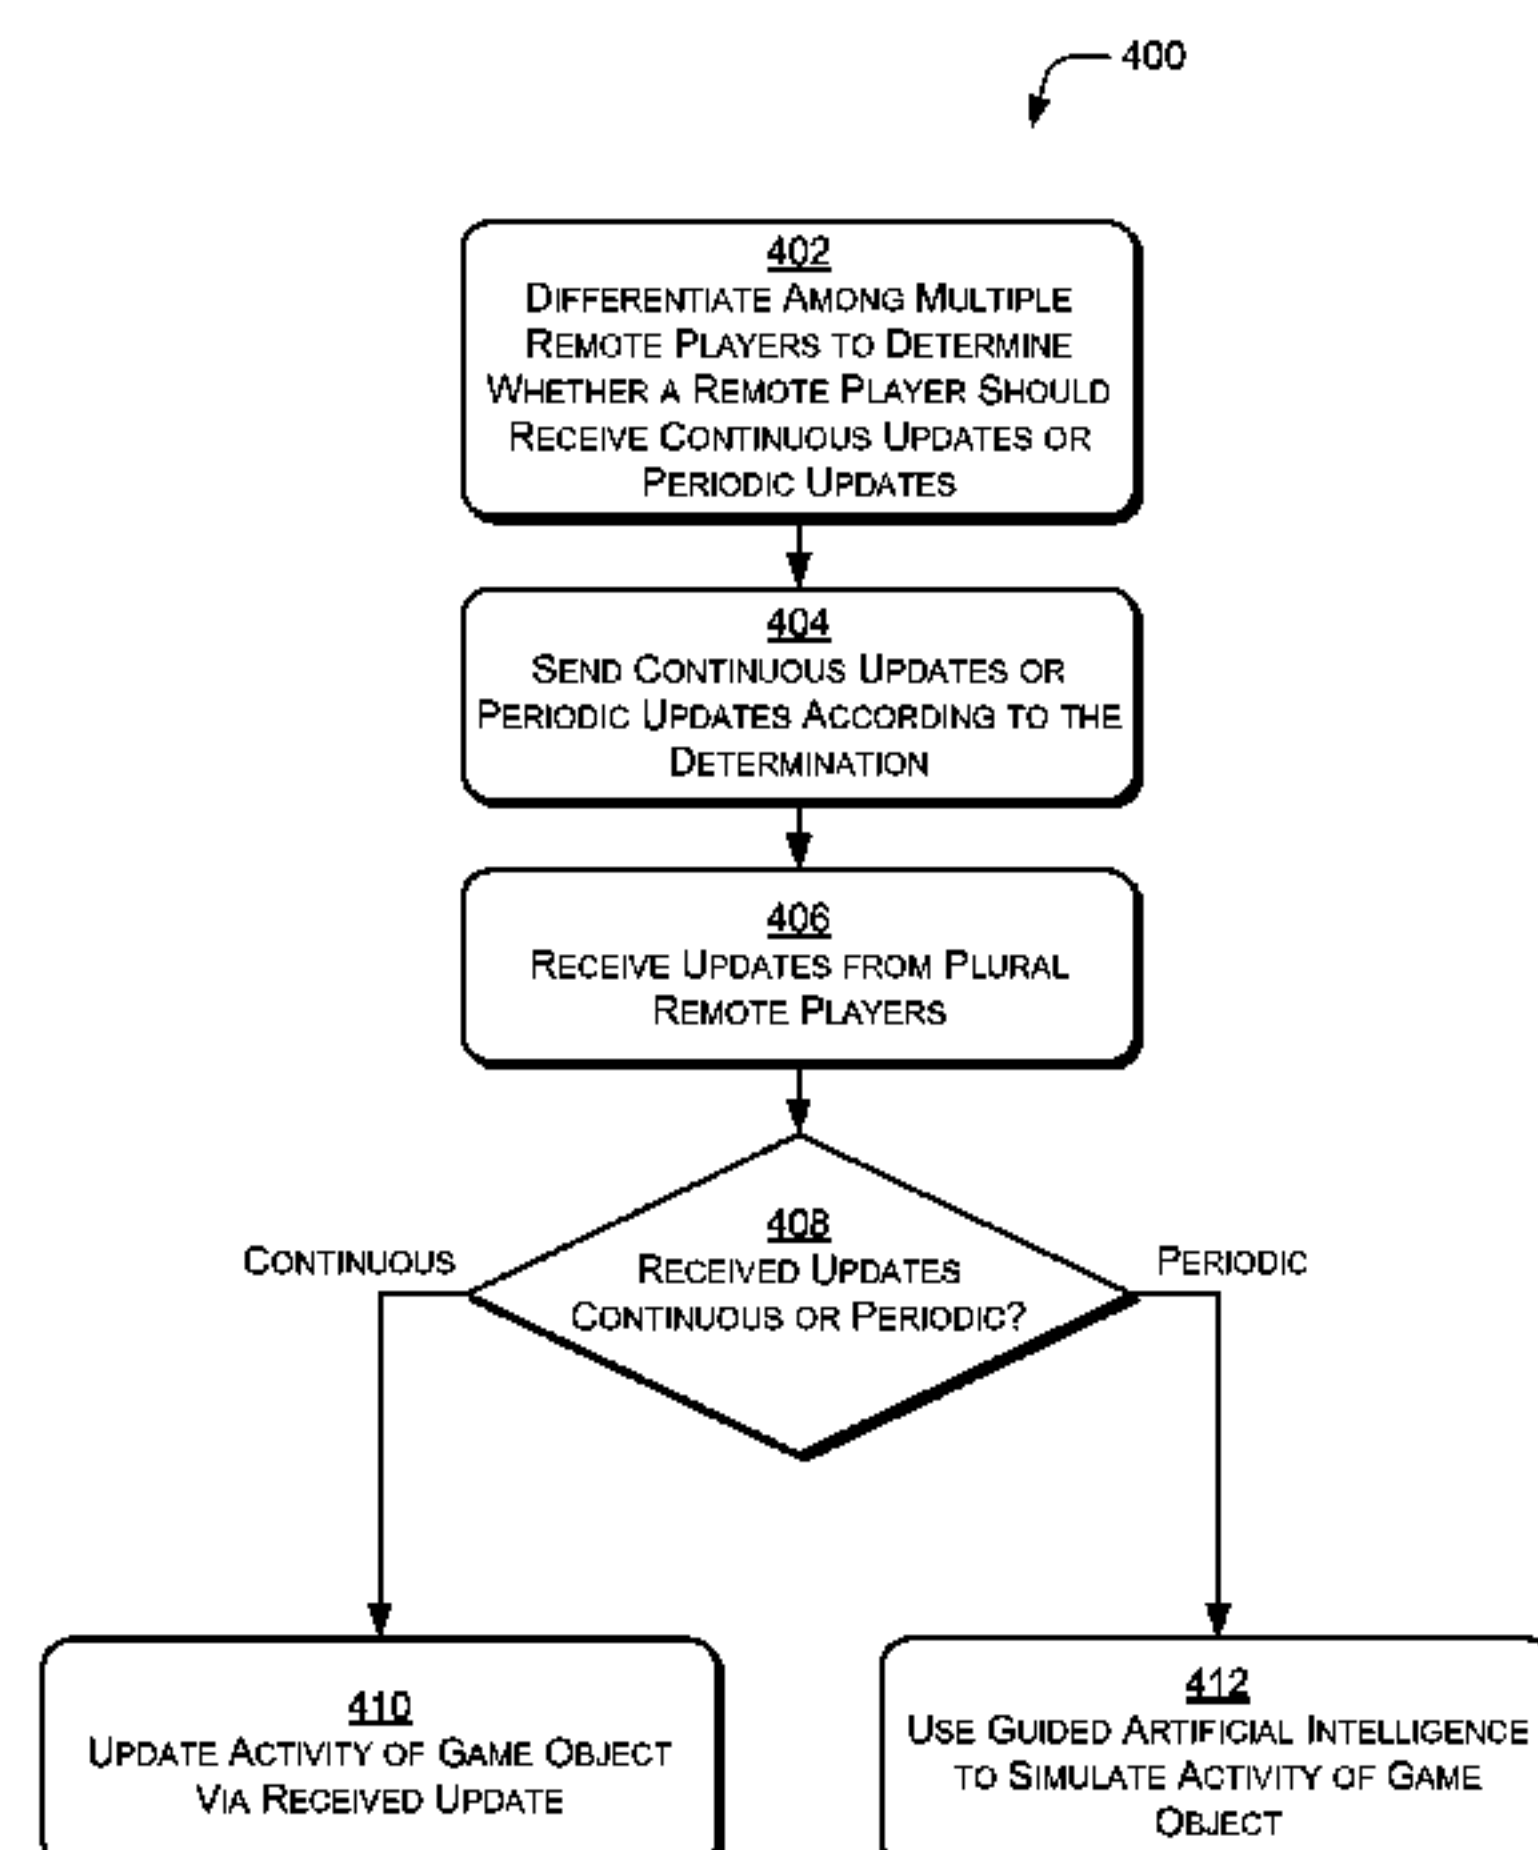 400
402
DIFFERENTIATE AMONG MULTIPLE
REMOTE PLAYERS TO DETERMINE
WHETHER A REMOTE PLAYER SHOULD
RECEIVE CONTINUOUS UPDATES OR
PERIODIC UPDATES
404
SEND CONTINUOUS UPDATES OR
PERIODIC UPDATES ACCORDING TO THE
DETERMINATION
406
RECEIVE UPDATES FROM PLURAL
REMOTE PLAYERS
408
RECEIVED UPDATES
CONTINUOUS OR PERIODIC?
CONTINUOUS
PERIODIC
410
UPDATE ACTIVITY OF GAME OBJECT
VIA RECEIVED UPDATE
412
USE GUIDED ARTIFICIAL INTELLIGENCE
TO SIMULATE ACTIVITY OF GAME
OBJECT